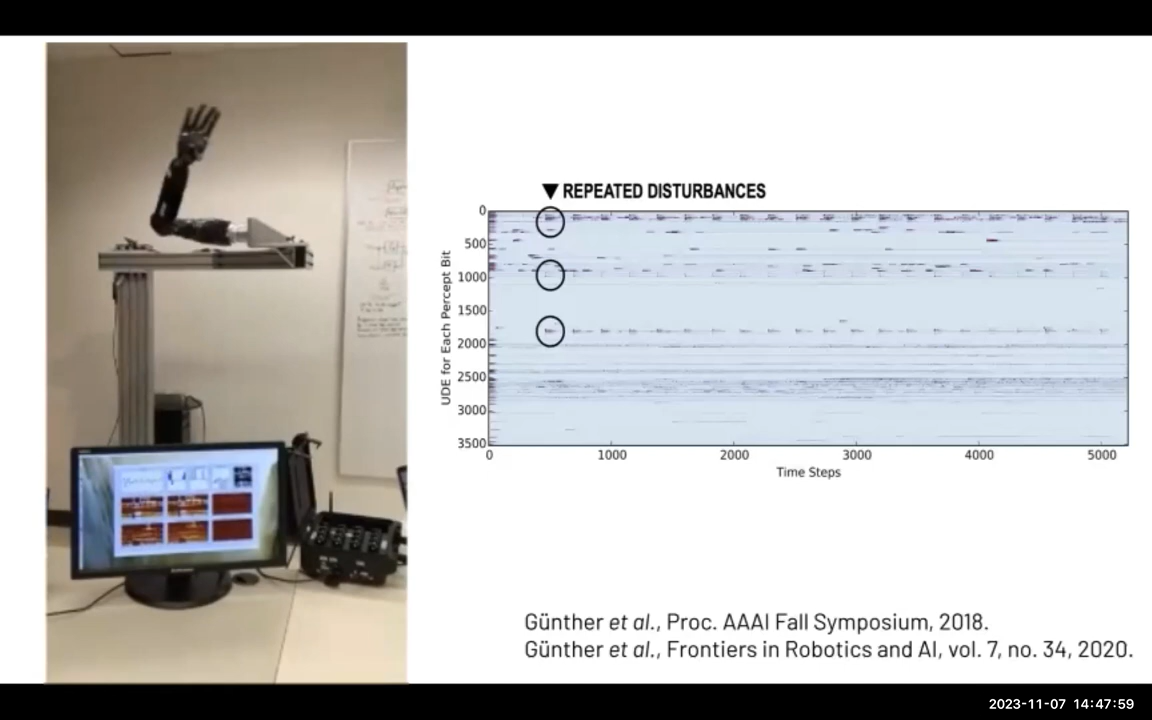 ▼ REPEATED DISTURBANCES
UDE for Each Percept Bit
0
500
1000
1500
2000
2500
3000
3500
0 1000 2000 3000 4000 5000
Time Steps
Günther et al., Proc. AAAI Fall Symposium, 2018.
Günther et al., Frontiers in Robotics and AI, vol. 7, no. 34, 2020.
2023-11-07 14:47:59